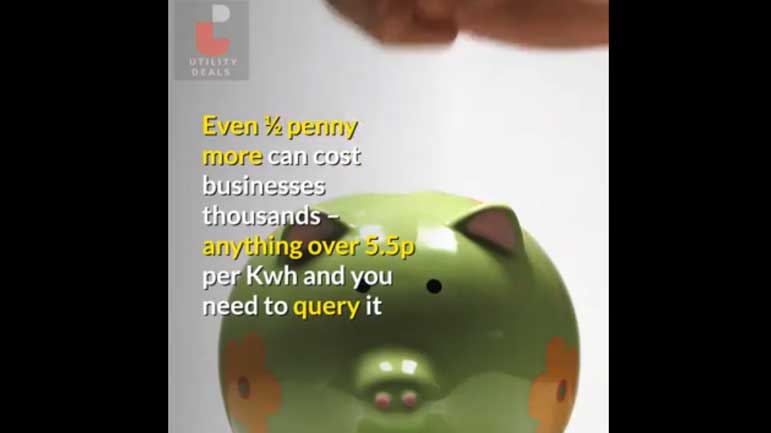 UTILITY
DEALS
Even ½ penny
more can cost
businesses
thousands –
anything over 5.5p
per Kwh and you
need to query it